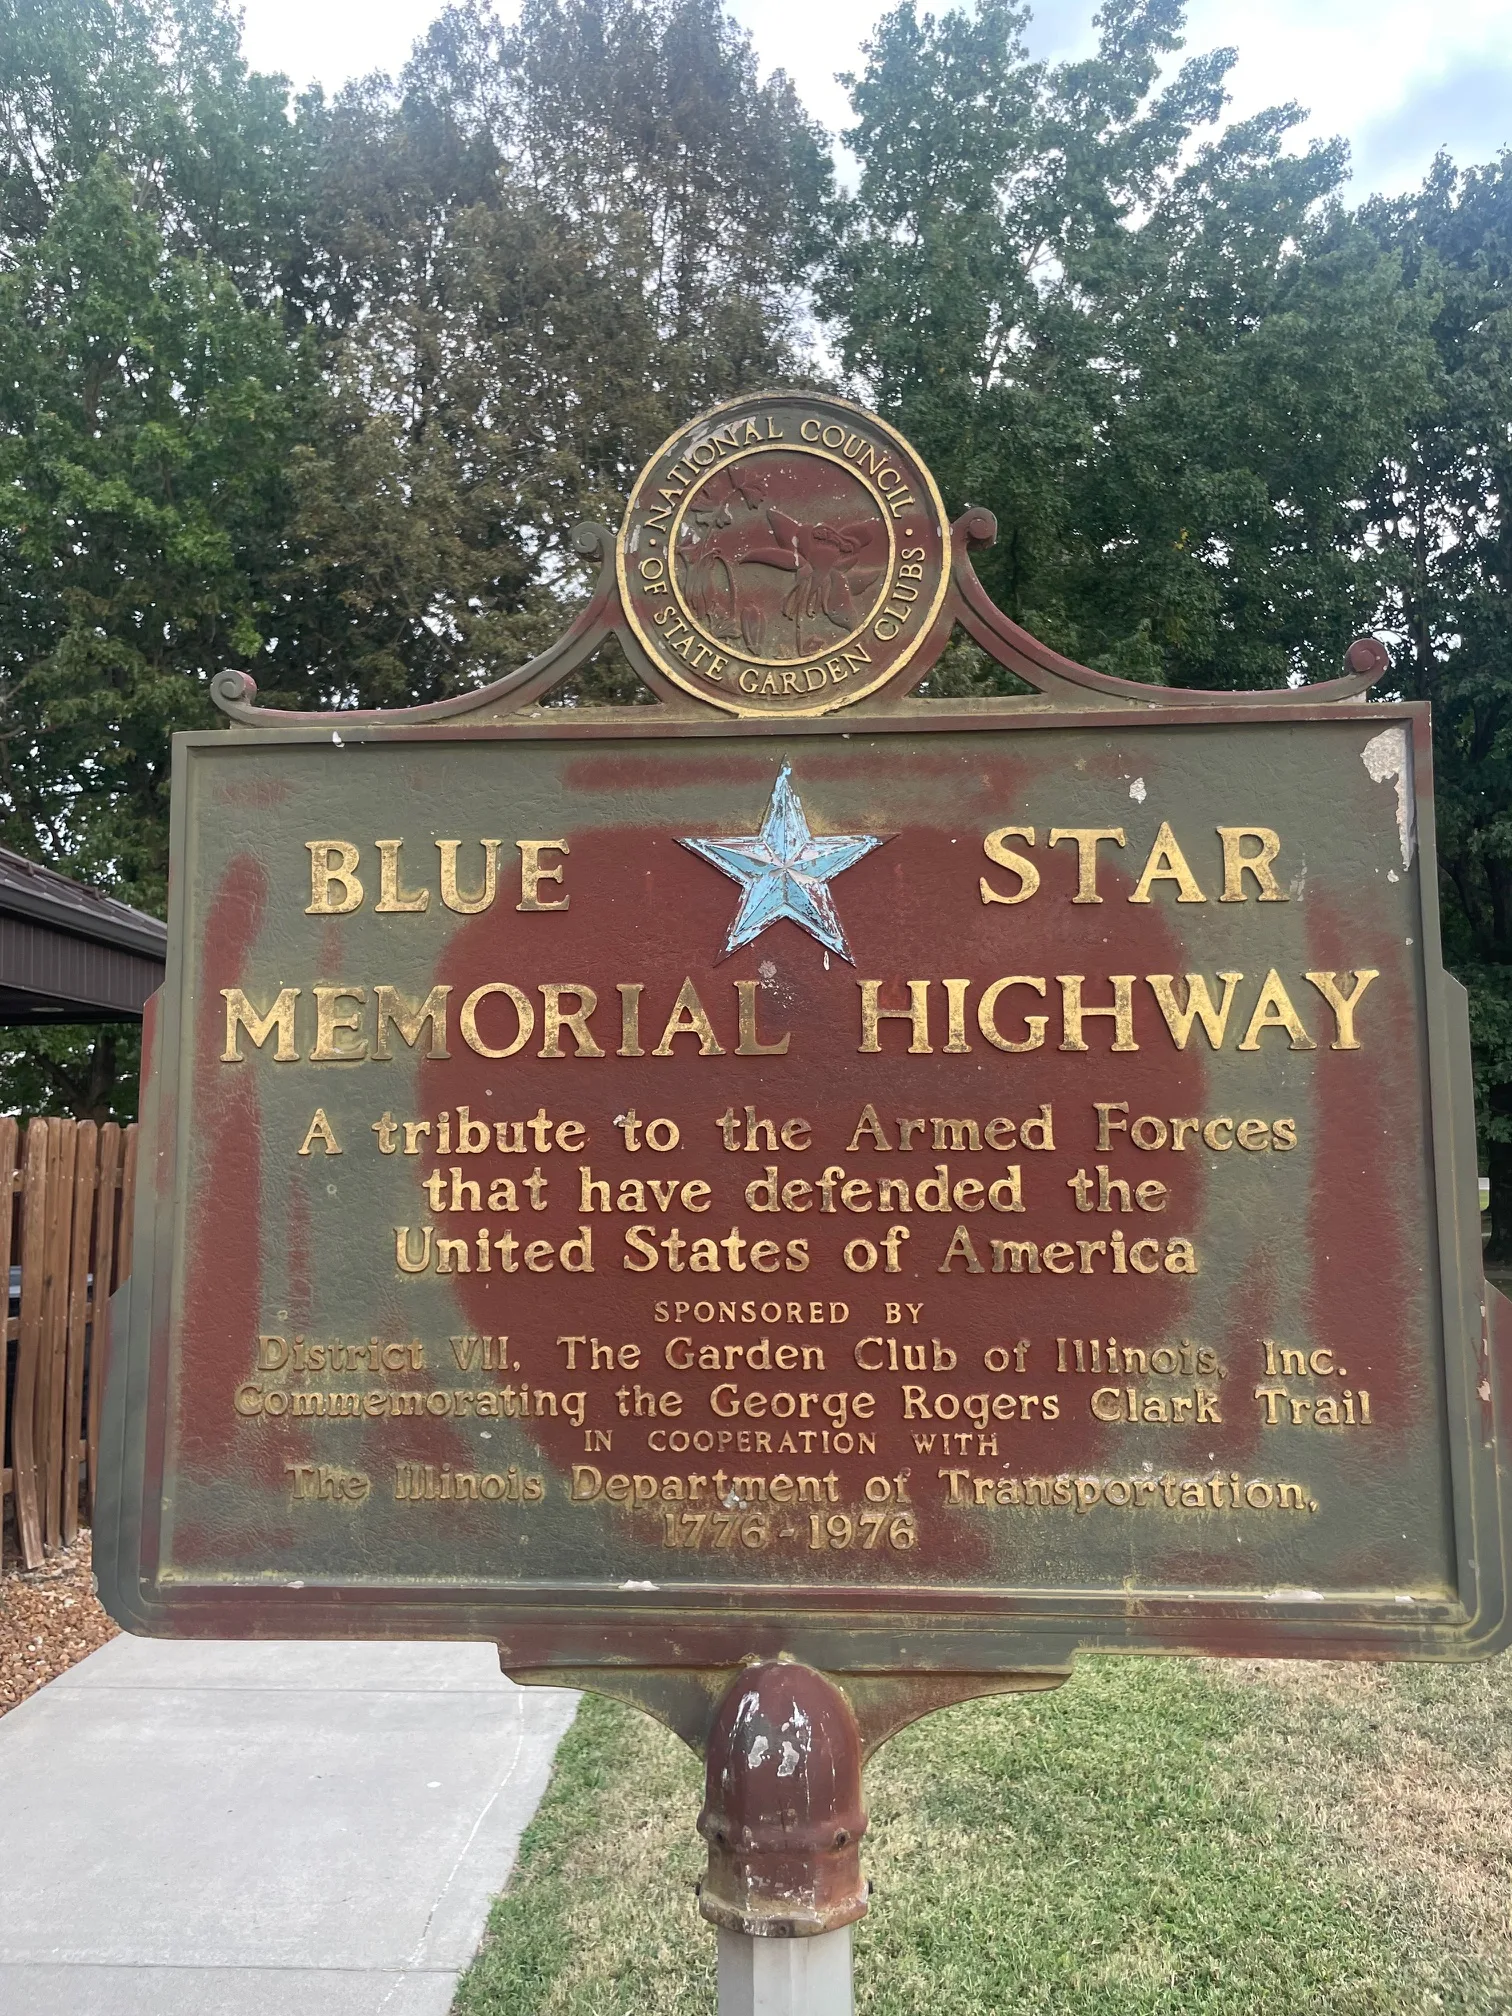 · NATIONAL COUNCIL ·
OF STATE GARDEN CLUBS
BLUE STAR
MEMORIAL HIGHWAY
A tribute to the Armed Forces
that have defended the
United States of America
SPONSORED BY
District VII, The Garden Club of Illinois, Inc.
Commemorating the George Rogers Clark Trail
IN COOPERATION WITH
The Illinois Department of Transportation,
1776-1976